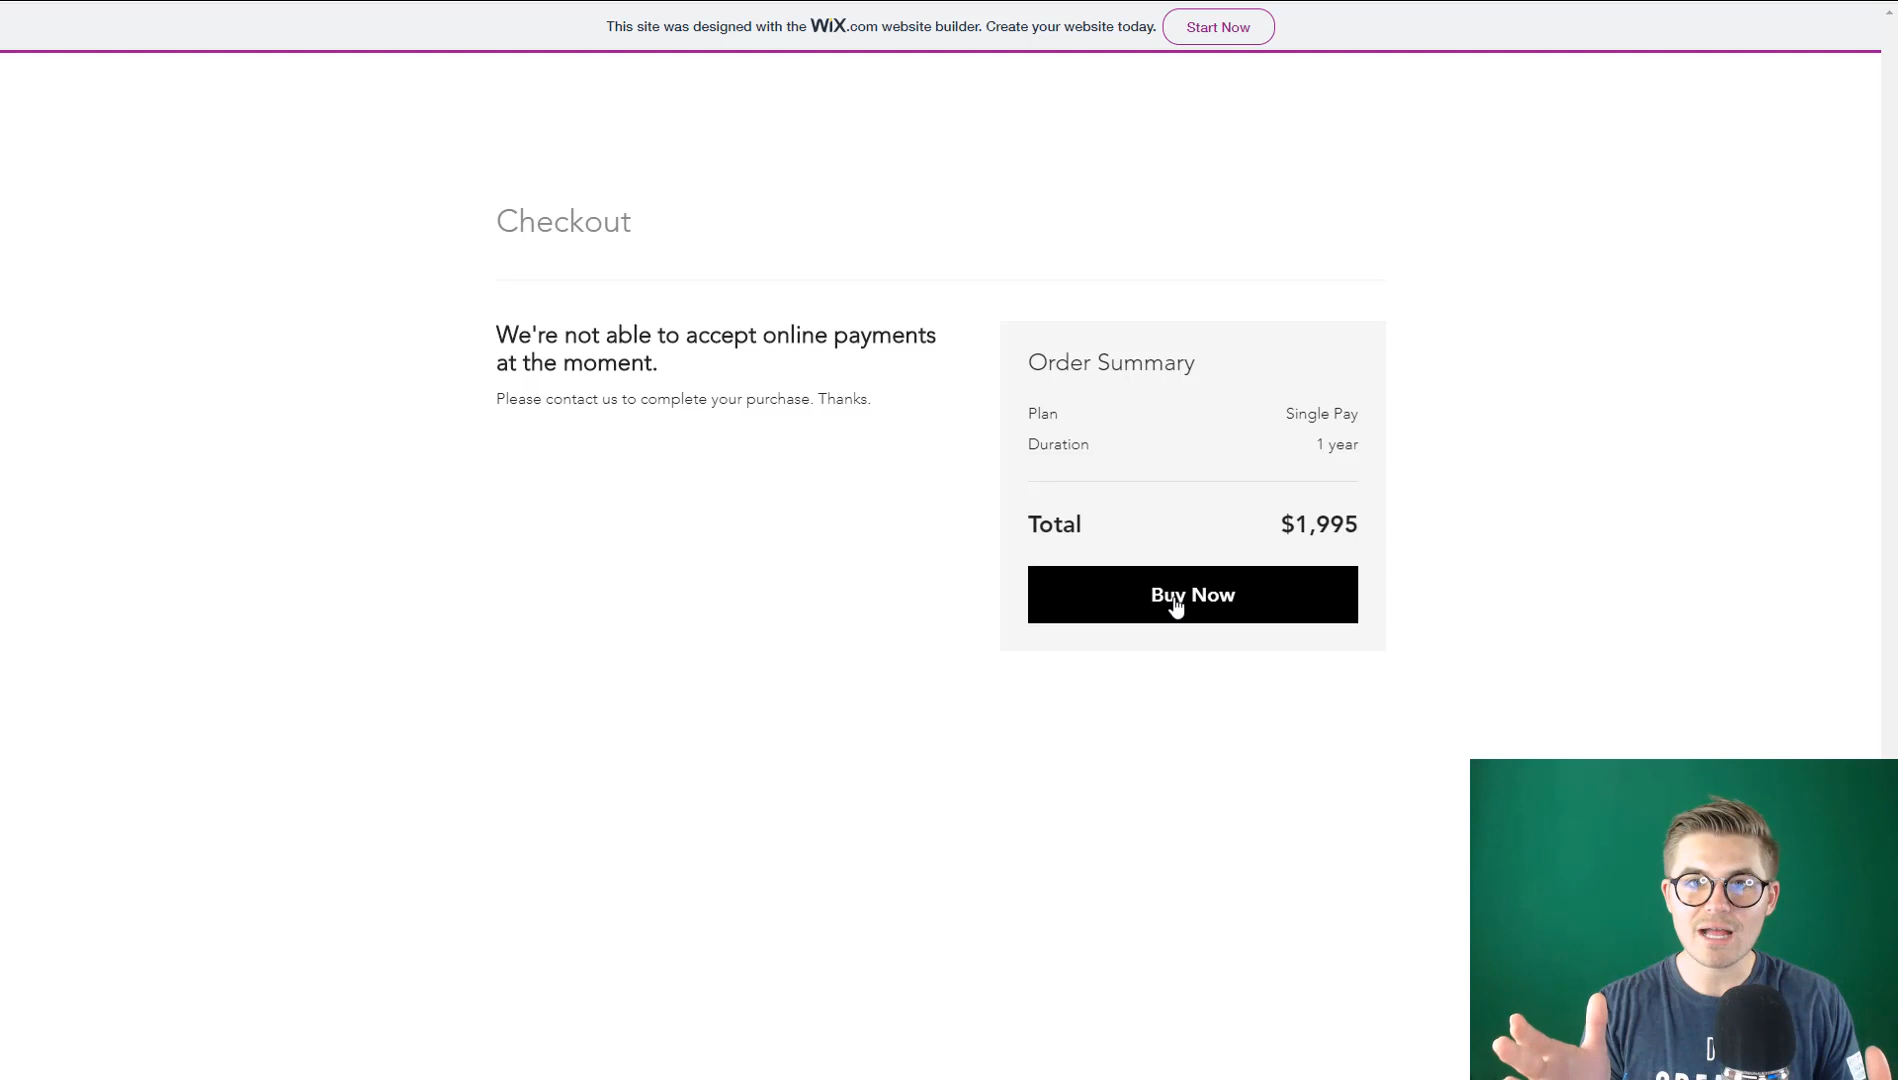 This site was designed with the WiX.com website builder. Create your website today. Start Now
Checkout
We're not able to accept online payments
at the moment.
Please contact us to complete your purchase. Thanks.
Order Summary
Plan Single Pay
Duration 1 year
Total $1,995
Buy Now